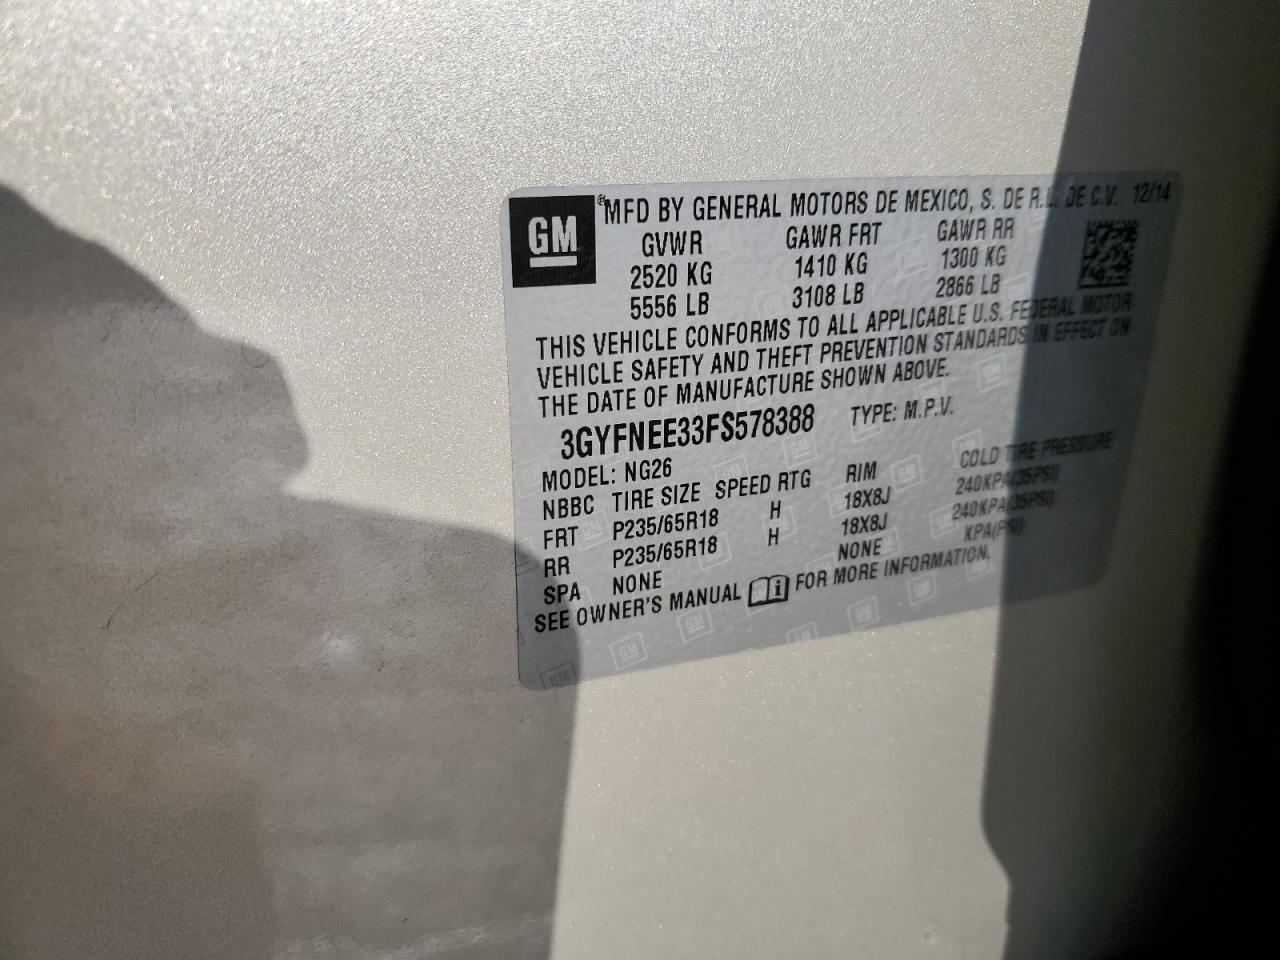 GM ® MFD BY GENERAL MOTORS DE MEXICO, S. DE R.L. DE C.V. 12/14
GVWR GAWR FRT GAWR RR
2520 KG 1410 KG 1300 KG
5556 LB 3108 LB 2866 LB
THIS VEHICLE CONFORMS TO ALL APPLICABLE U.S. FEDERAL MOTOR
VEHICLE SAFETY AND THEFT PREVENTION STANDARDS IN EFFECT ON
THE DATE OF MANUFACTURE SHOWN ABOVE.
3GYFNEE33FS578388 TYPE: M.P.V.
MODEL: NG26
NBBC TIRE SIZE SPEED RTG RIM COLD TIRE PRESSURE
FRT P235/65R18 H 18X8J 240KPA(35PSI)
RR P235/65R18 H 18X8J 240KPA(35PSI)
SPA NONE NONE KPA(PSI)
SEE OWNER'S MANUAL FOR MORE INFORMATION.